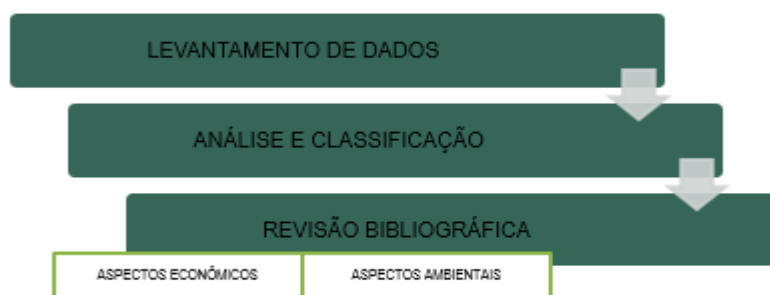 LEVANTAMENTO DE DADOS
ANÁLISE E CLASSIFICAÇÃO
REVISÃO BIBLIOGRÁFICA
ASPECTOS ECONÔMICOS
ASPECTOS AMBIENTAIS